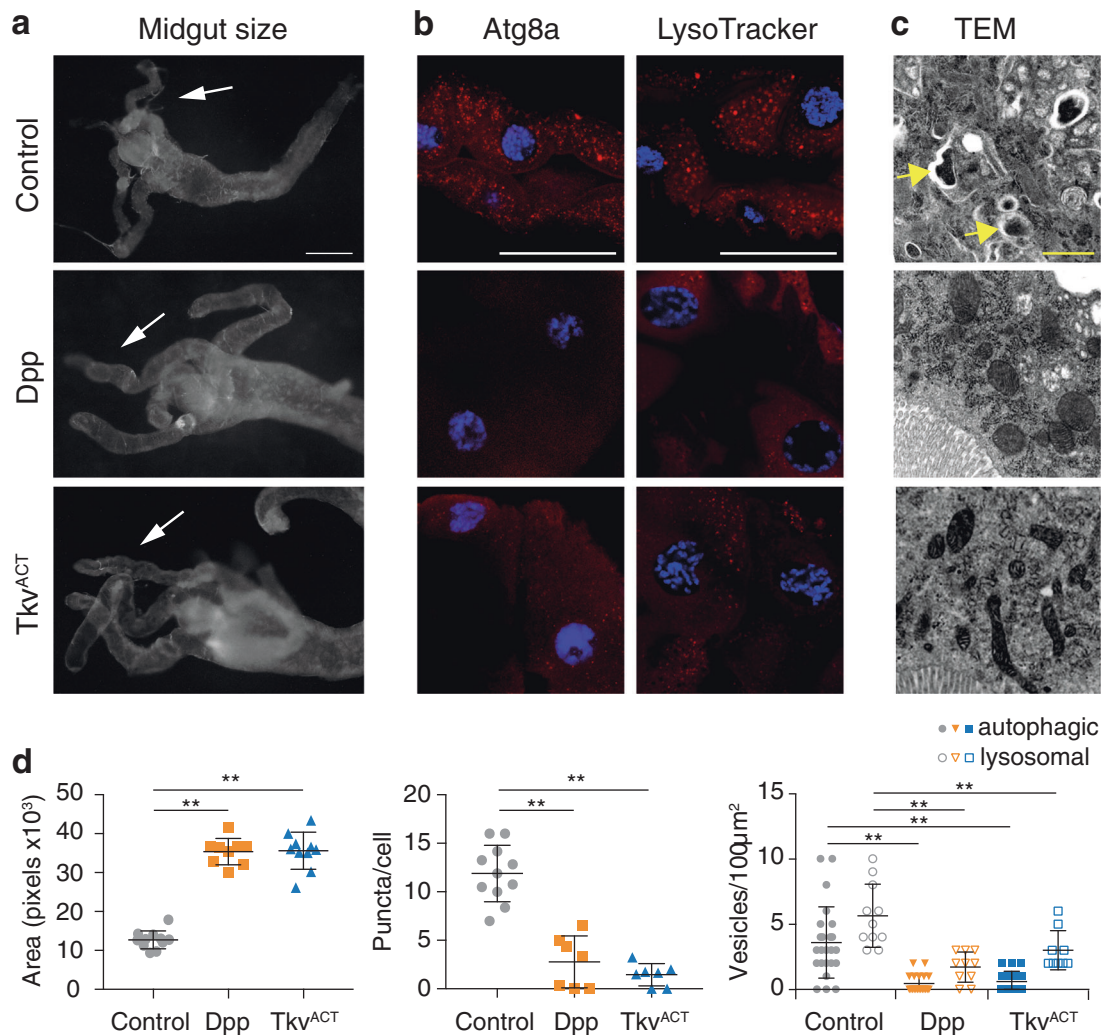 a Midgut size b Atg8a LysoTracker c TEM
Control
Dpp
Tkv^ACT
autophagic
lysosomal
d
Area (pixels x10³)
50
40
30
20
10
0
** **
Control Dpp Tkv^ACT
Puncta/cell
20
15
10
5
0
** **
Control Dpp Tkv^ACT
Vesicles/100µm²
15
10
5
0
** ** ** **
Control Dpp Tkv^ACT